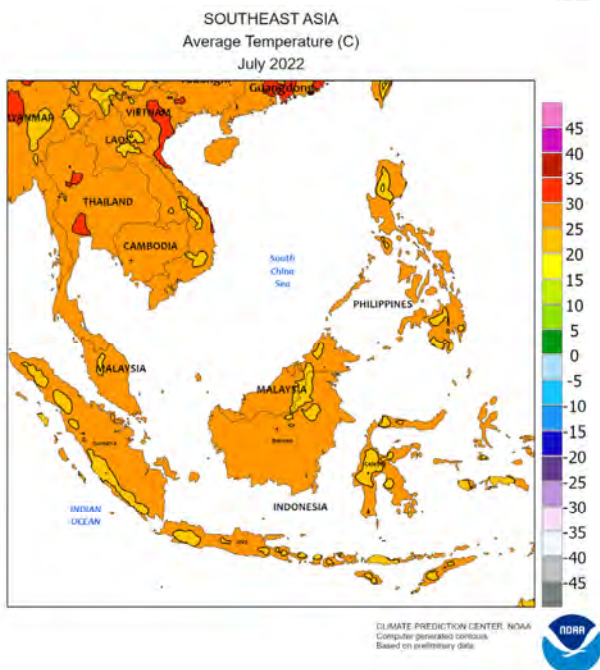 SOUTHEAST ASIA
Average Temperature (C)
July 2022
Guangdong
VIETNAM
LAOS
THAILAND
CAMBODIA
South
China
Sea
PHILIPPINES
MALAYSIA
MALAYSIA
INDONESIA
INDIAN
OCEAN
45
40
35
30
25
20
15
10
5
0
-5
-10
-15
-20
-25
-30
-35
-40
-45
CLIMATE PREDICTION CENTER, NOAA
Computer generated contours
Based on preliminary data
NOAA